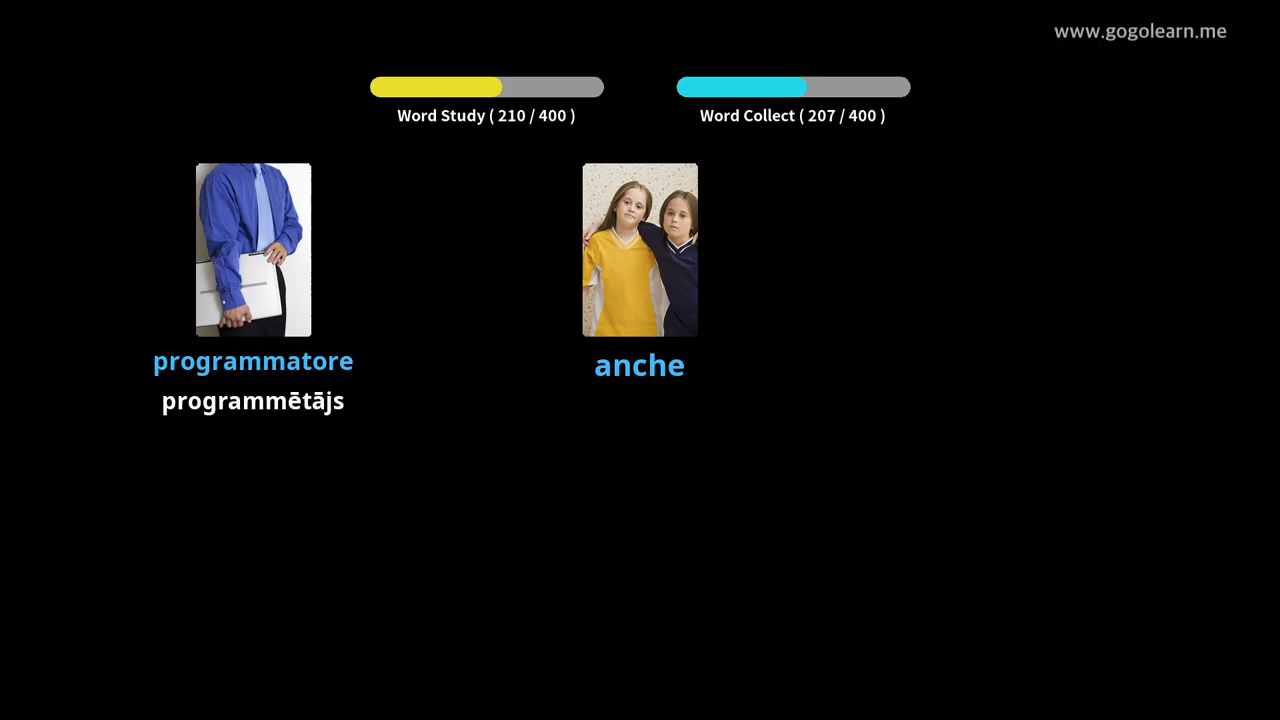 www.gogolearn.me
Word Study ( 210 / 400 )
Word Collect ( 207 / 400 )
programmatore
programmētājs
anche